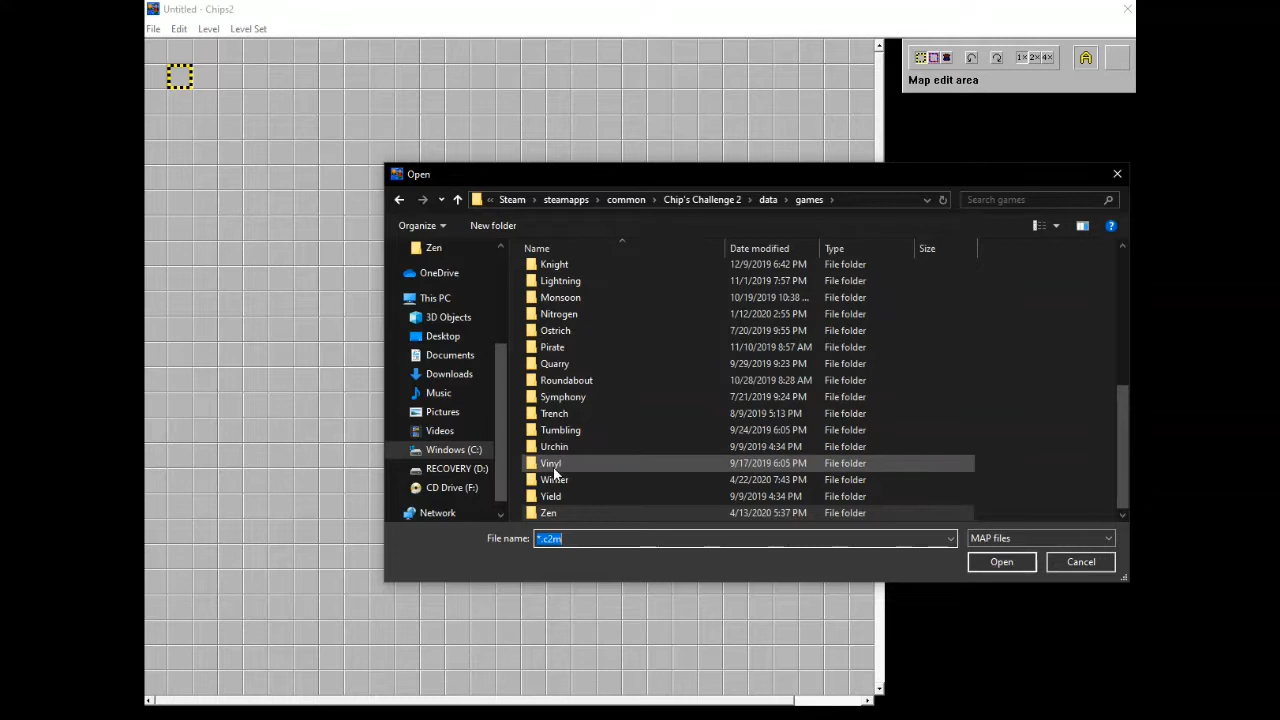 Untitled - Chips2
File Edit Level Level Set
Map edit area
1× 2× 4×
Open
« Steam › steamapps › common › Chip's Challenge 2 › data › games ›
Search games
Organize New folder
Name Date modified Type Size
Zen
OneDrive
This PC
3D Objects
Desktop
Documents
Downloads
Music
Pictures
Videos
Windows (C:)
RECOVERY (D:)
CD Drive (F:)
Network
Knight 12/9/2019 6:42 PM File folder
Lightning 11/1/2019 7:57 PM File folder
Monsoon 10/19/2019 10:38 ... File folder
Nitrogen 1/12/2020 2:55 PM File folder
Ostrich 7/20/2019 9:55 PM File folder
Pirate 11/10/2019 8:57 AM File folder
Quarry 9/29/2019 9:23 PM File folder
Roundabout 10/28/2019 8:28 AM File folder
Symphony 7/21/2019 9:24 PM File folder
Trench 8/9/2019 5:13 PM File folder
Tumbling 9/24/2019 6:05 PM File folder
Urchin 9/9/2019 4:34 PM File folder
Vinyl 9/17/2019 6:05 PM File folder
Winter 4/22/2020 7:43 PM File folder
Yield 9/9/2019 4:34 PM File folder
Zen 4/13/2020 5:37 PM File folder
File name: *.c2m MAP files
Open Cancel